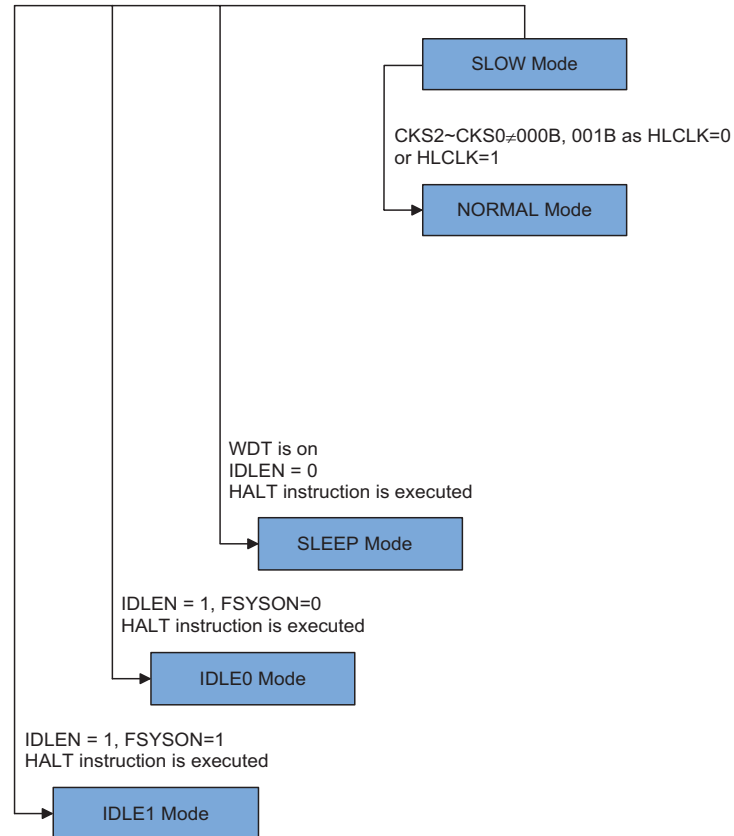 SLOW Mode
CKS2~CKS0≠000B, 001B as HLCLK=0
or HLCLK=1
NORMAL Mode
WDT is on
IDLEN = 0
HALT instruction is executed
SLEEP Mode
IDLEN = 1, FSYSON=0
HALT instruction is executed
IDLE0 Mode
IDLEN = 1, FSYSON=1
HALT instruction is executed
IDLE1 Mode